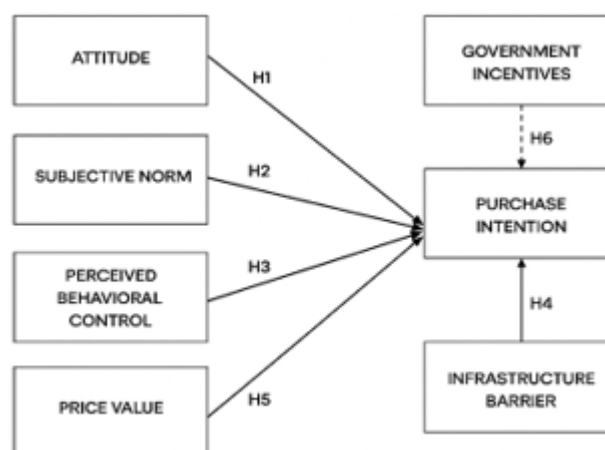 ATTITUDE
H1
GOVERNMENT
INCENTIVES
H6
SUBJECTIVE NORM
H2
PURCHASE
INTENTION
PERCEIVED
BEHAVIORAL
CONTROL
H3
H4
PRICE VALUE
H5
INFRASTRUCTURE
BARRIER